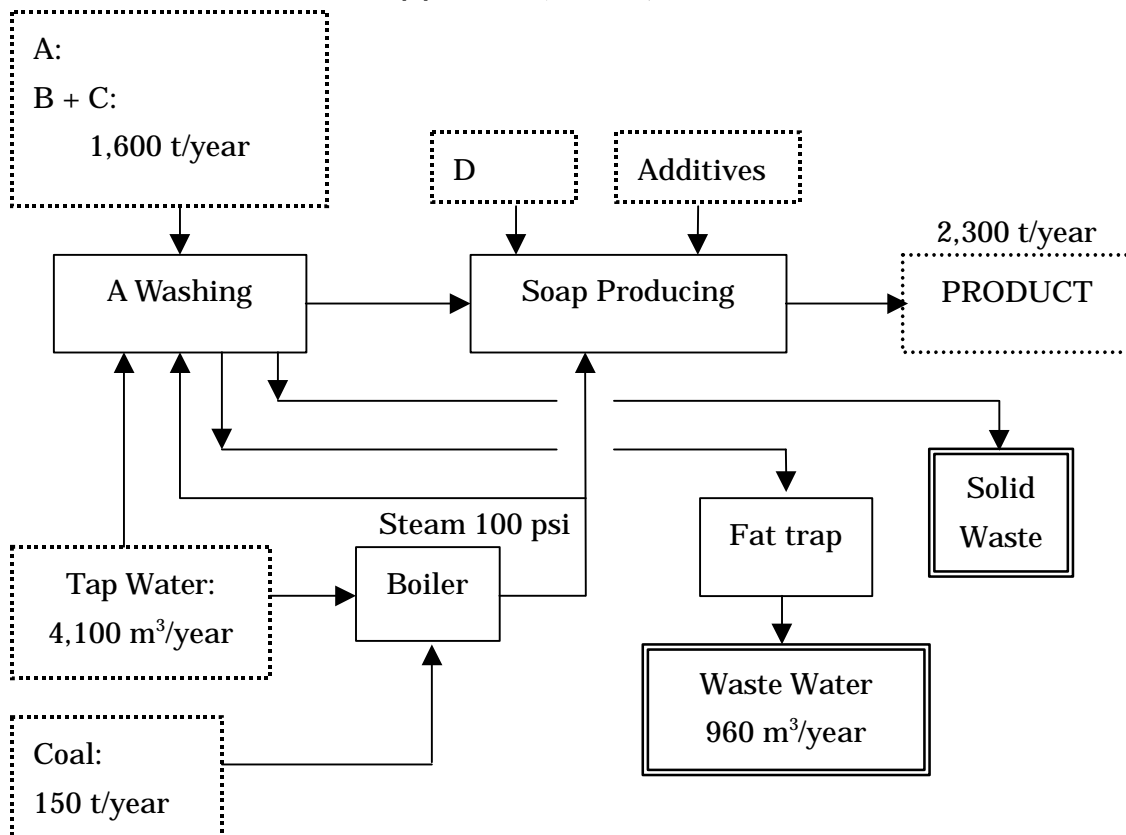 A:
B + C:
1,600 t/year
D
Additives
2,300 t/year
A Washing
Soap Producing
PRODUCT
Steam 100 psi
Solid
Waste
Fat trap
Tap Water:
4,100 m³/year
Boiler
Waste Water
960 m³/year
Coal:
150 t/year